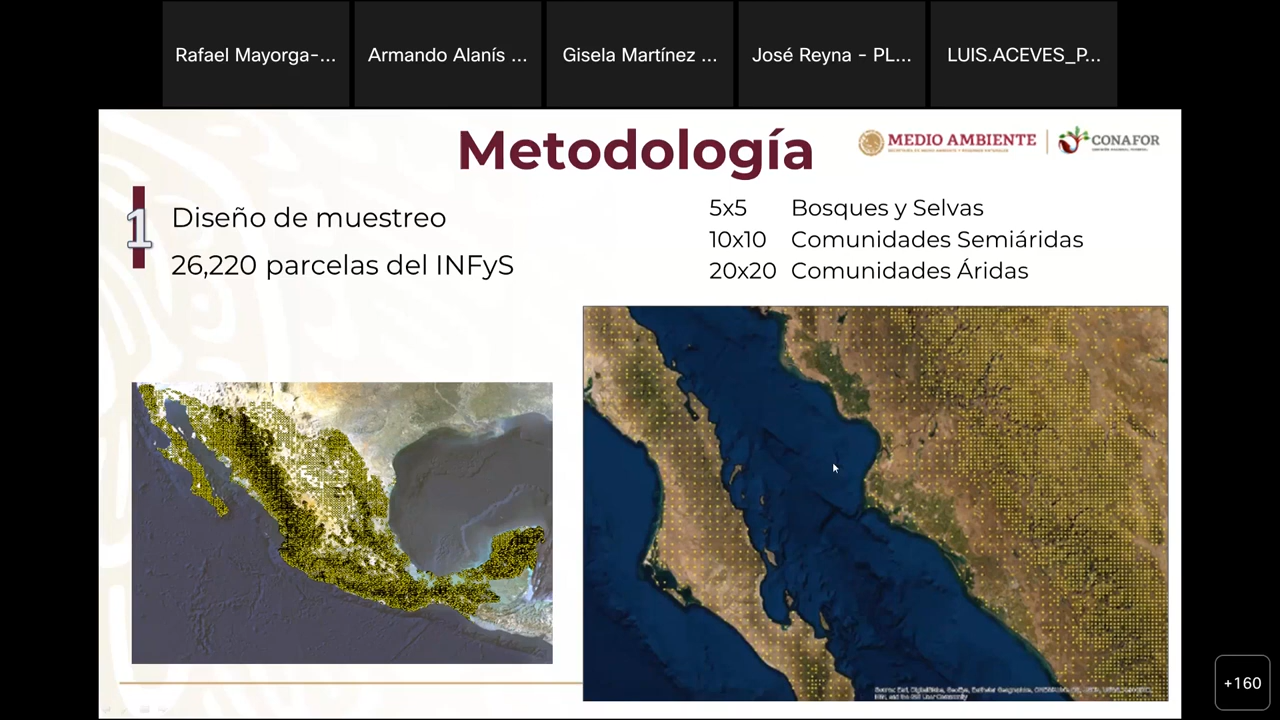 Rafael Mayorga-...
Armando Alanís ...
Gisela Martínez ...
José Reyna - PL...
LUIS.ACEVES_P...
Metodología
MEDIO AMBIENTE
CONAFOR
1
Diseño de muestreo
26,220 parcelas del INFyS
5x5 Bosques y Selvas
10x10 Comunidades Semiáridas
20x20 Comunidades Áridas
+160